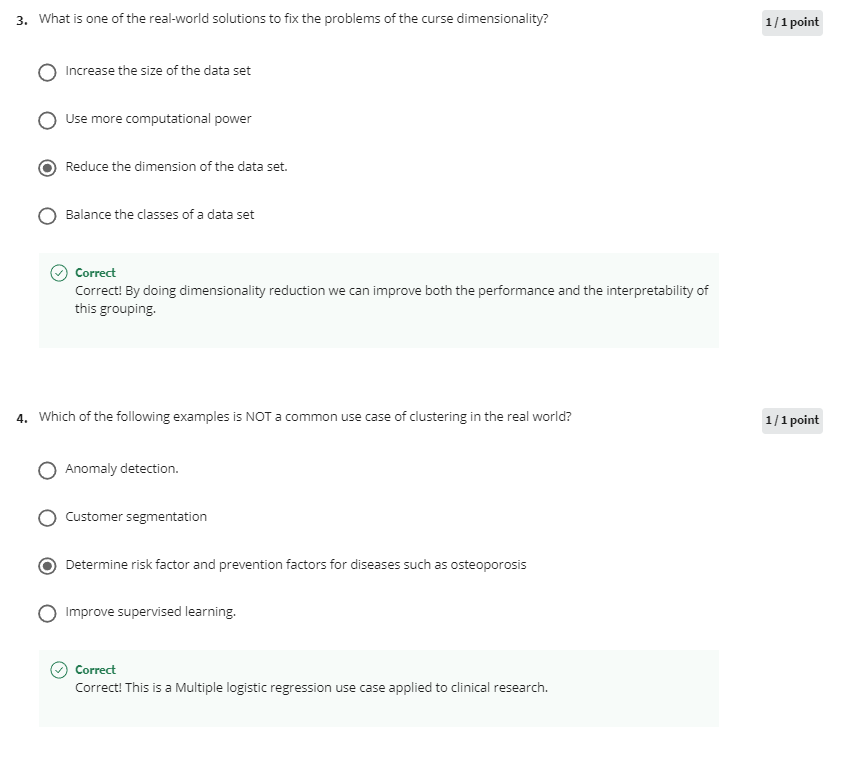 3. What is one of the real-world solutions to fix the problems of the curse dimensionality?
1 / 1 point
Increase the size of the data set
Use more computational power
Reduce the dimension of the data set.
Balance the classes of a data set
Correct
Correct! By doing dimensionality reduction we can improve both the performance and the interpretability of
this grouping.
4. Which of the following examples is NOT a common use case of clustering in the real world?
1 / 1 point
Anomaly detection.
Customer segmentation
Determine risk factor and prevention factors for diseases such as osteoporosis
Improve supervised learning.
Correct
Correct! This is a Multiple logistic regression use case applied to clinical research.